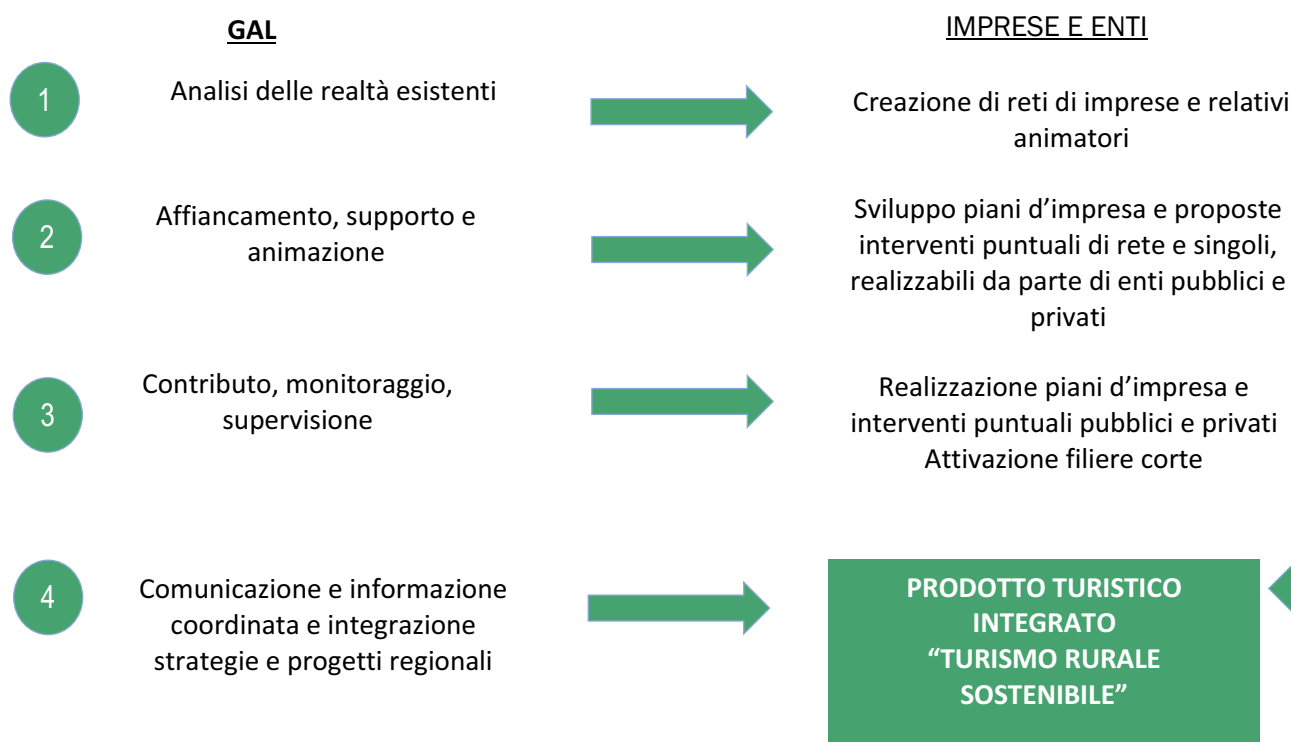 GAL
IMPRESE E ENTI
1
Analisi delle realtà esistenti
Creazione di reti di imprese e relativi
animatori
2
Affiancamento, supporto e
animazione
Sviluppo piani d’impresa e proposte
interventi puntuali di rete e singoli,
realizzabili da parte di enti pubblici e
privati
3
Contributo, monitoraggio,
supervisione
Realizzazione piani d’impresa e
interventi puntuali pubblici e privati
Attivazione filiere corte
4
Comunicazione e informazione
coordinata e integrazione
strategie e progetti regionali
PRODOTTO TURISTICO
INTEGRATO
“TURISMO RURALE
SOSTENIBILE”